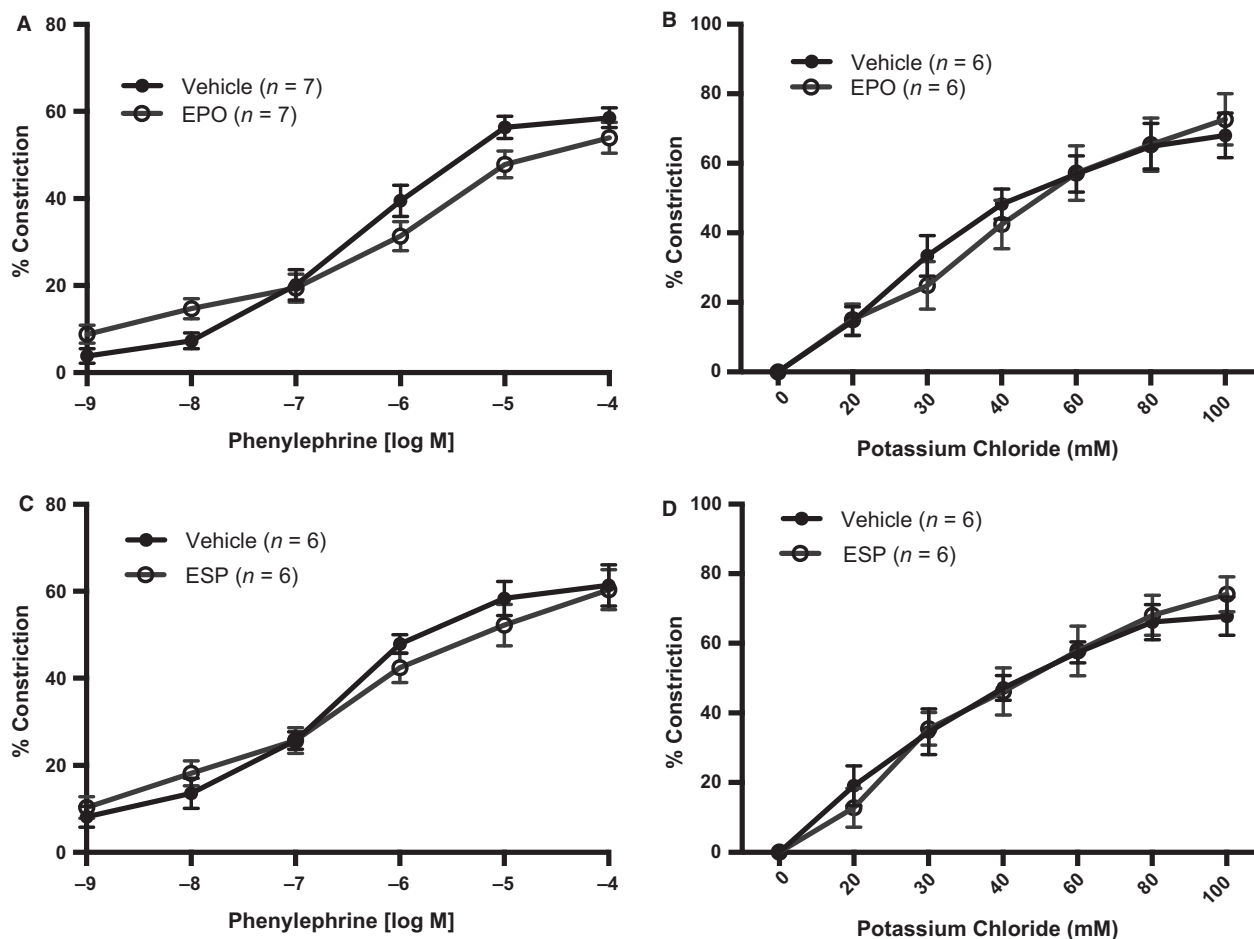 A
80
60
40
20
0
% Constriction
Vehicle (n = 7)
EPO (n = 7)
–9 –8 –7 –6 –5 –4
Phenylephrine [log M]
B
100
80
60
40
20
0
% Constriction
Vehicle (n = 6)
EPO (n = 6)
0 20 30 40 60 80 100
Potassium Chloride (mM)
C
80
60
40
20
0
% Constriction
Vehicle (n = 6)
ESP (n = 6)
–9 –8 –7 –6 –5 –4
Phenylephrine [log M]
D
100
80
60
40
20
0
% Constriction
Vehicle (n = 6)
ESP (n = 6)
0 20 30 40 60 80 100
Potassium Chloride (mM)